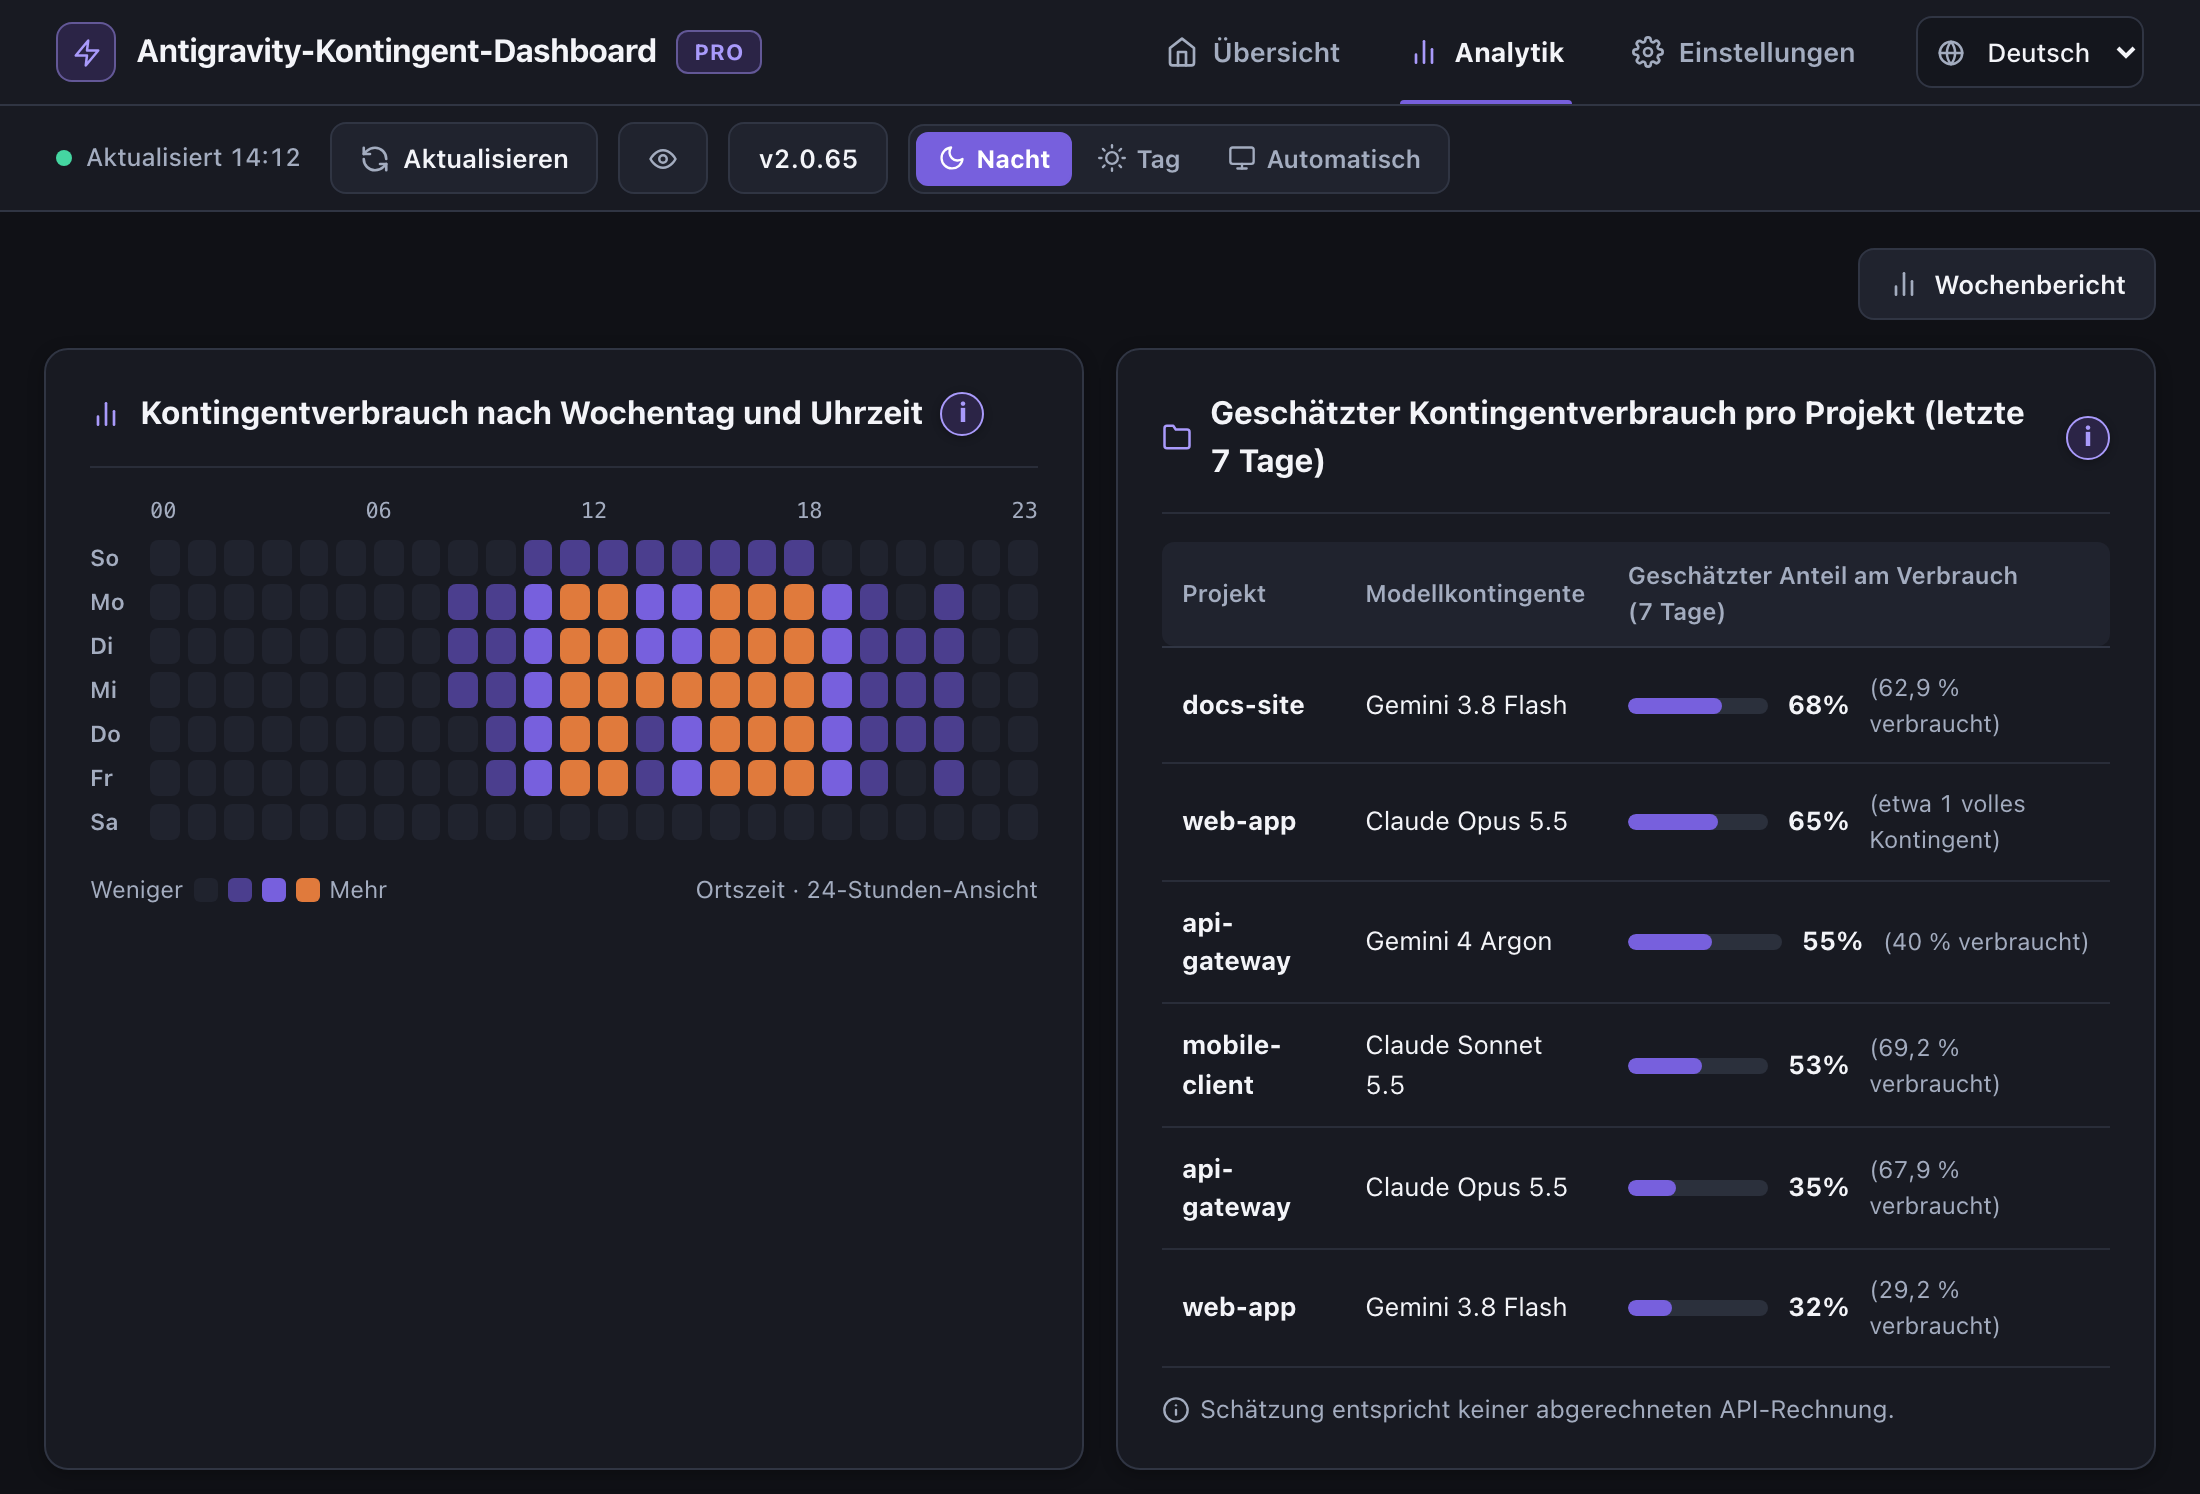 Antigravity-Kontingent-Dashboard PRO
Übersicht
Analytik
Einstellungen
Deutsch
Aktualisiert 14:12
Aktualisieren
v2.0.65
Nacht
Tag
Automatisch
Wochenbericht
Kontingentverbrauch nach Wochentag und Uhrzeit i
00 06 12 18 23
So
Mo
Di
Mi
Do
Fr
Sa
Weniger Mehr
Ortszeit · 24-Stunden-Ansicht
Geschätzter Kontingentverbrauch pro Projekt (letzte
7 Tage) i
Projekt
Modellkontingente
Geschätzter Anteil am Verbrauch
(7 Tage)
docs-site
Gemini 3.8 Flash
68%
(62,9 %
verbraucht)
web-app
Claude Opus 5.5
65%
(etwa 1 volles
Kontingent)
api-
gateway
Gemini 4 Argon
55%
(40 % verbraucht)
mobile-
client
Claude Sonnet
5.5
53%
(69,2 %
verbraucht)
api-
gateway
Claude Opus 5.5
35%
(67,9 %
verbraucht)
web-app
Gemini 3.8 Flash
32%
(29,2 %
verbraucht)
Schätzung entspricht keiner abgerechneten API-Rechnung.